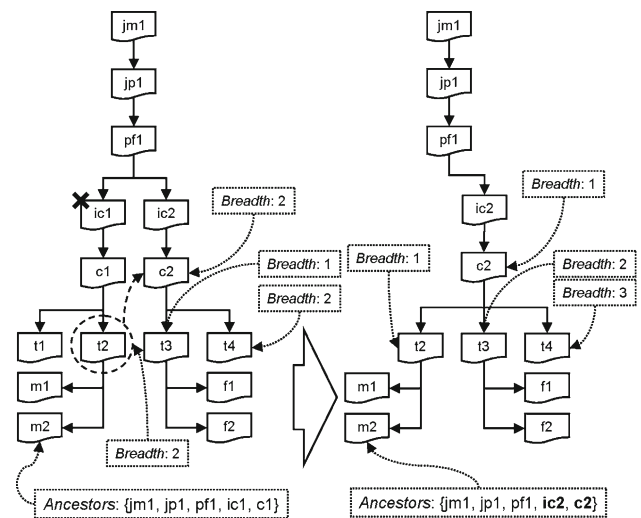 jm1
jm1
jp1
jp1
pf1
pf1
Breadth: 2
Breadth: 1
ic1
ic2
ic2
Breadth: 1
Breadth: 1
Breadth: 2
c1
c2
c2
Breadth: 2
Breadth: 3
t1
t2
t3
t4
t2
t3
t4
m1
f1
m1
f1
m2
f2
m2
f2
Breadth: 2
Ancestors: {jm1, jp1, pf1, ic1, c1}
Ancestors: {jm1, jp1, pf1, ic2, c2}